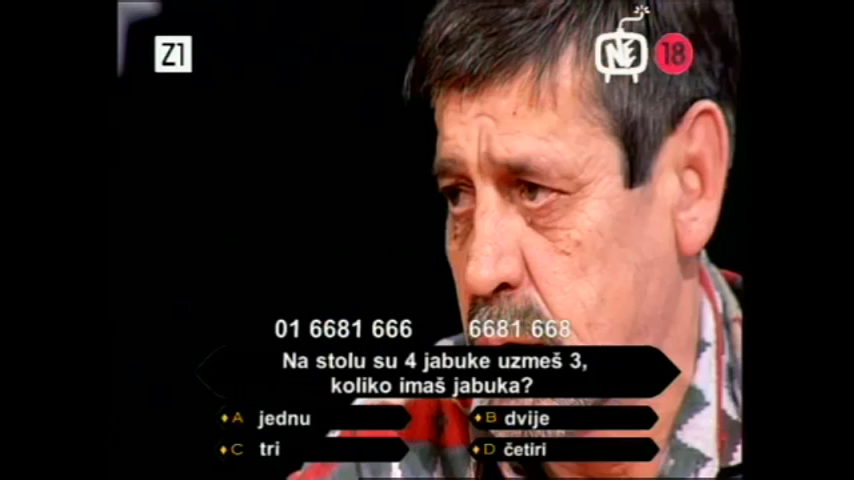 Z1
NE
18
01 6681 666
6681 668
Na stolu su 4 jabuke uzmeš 3,
koliko imaš jabuka?
A jednu
B dvije
C tri
D četiri